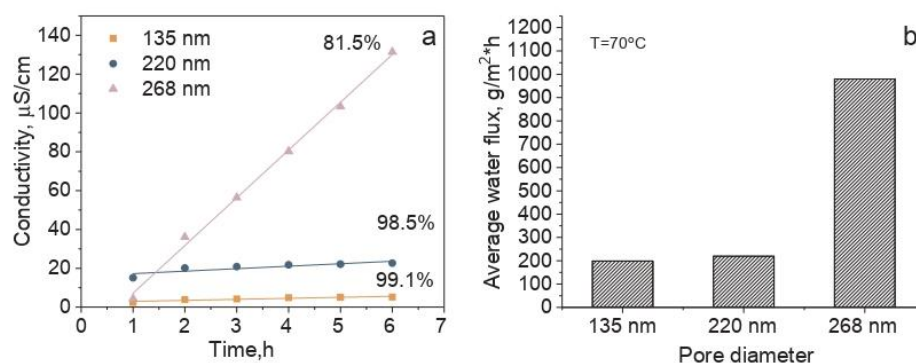 a
135 nm
220 nm
268 nm
81.5%
98.5%
99.1%
Conductivity, µS/cm
140
120
100
80
60
40
20
0
0 1 2 3 4 5 6 7
Time,h
b
T=70ºC
Average water flux, g/m²*h
1200
1100
1000
900
800
700
600
500
400
300
200
100
0
135 nm 220 nm 268 nm
Pore diameter